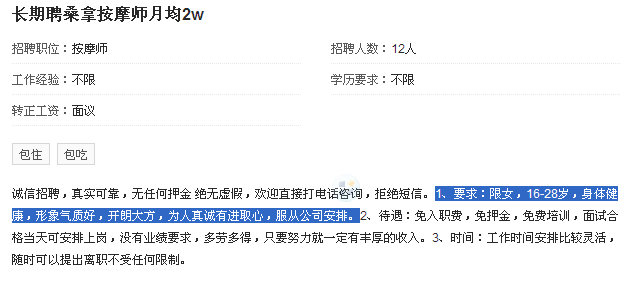 长期聘桑拿按摩师月均2w
招聘职位：按摩师
招聘人数：12人
工作经验：不限
学历要求：不限
转正工资：面议
包住 包吃
诚信招聘，真实可靠，无任何押金 绝无虚假，欢迎直接打电话咨询，拒绝短信。1、要求：限女，16-28岁，身体健
康，形象气质好，开朗大方，为人真诚有进取心，服从公司安排。2、待遇：免入职费，免押金，免费培训，面试合
格当天可安排上岗，没有业绩要求，多劳多得，只要努力就一定有丰厚的收入。3、时间：工作时间安排比较灵活，
随时可以提出离职不受任何限制。